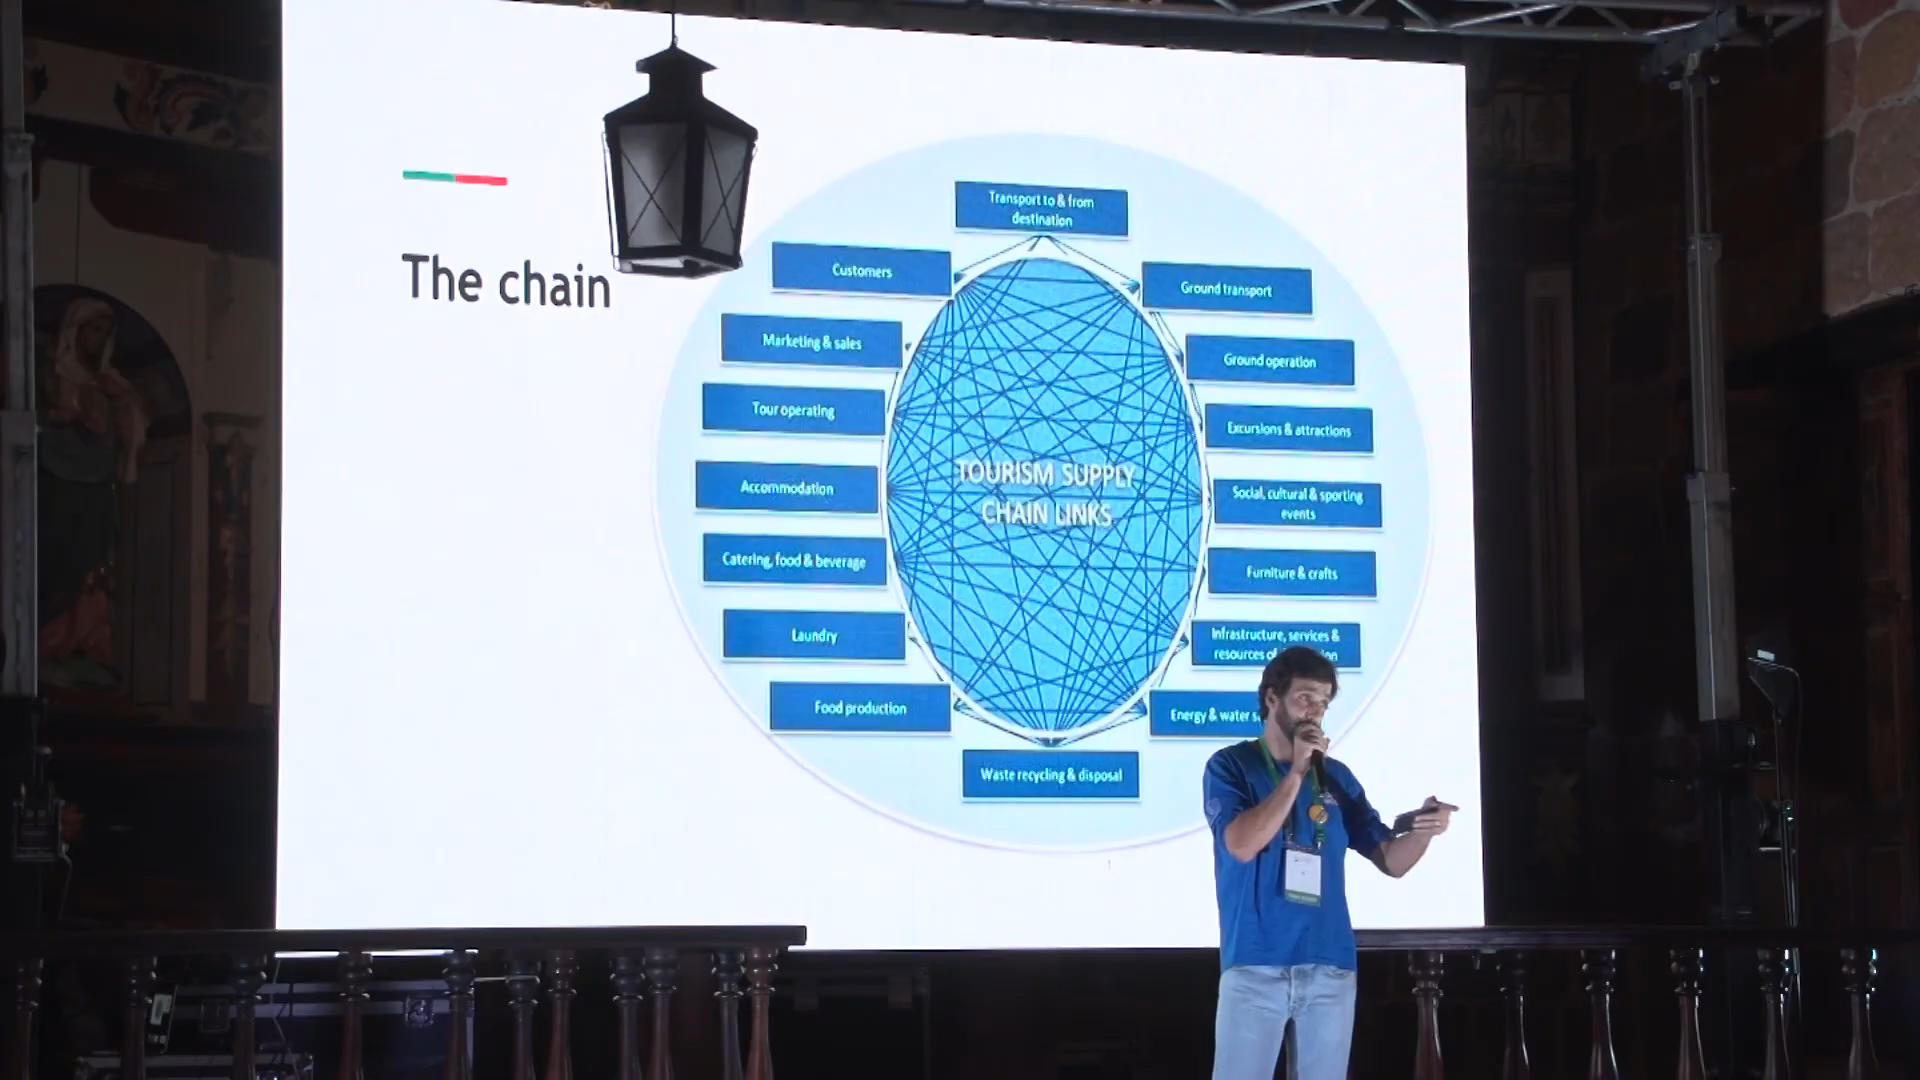 The chain
Transport to & from
destination
Customers
Ground transport
Marketing & sales
Ground operation
Tour operating
Excursions & attractions
Accommodation
Social, cultural & sporting
events
TOURISM SUPPLY
CHAIN LINKS
Catering, food & beverage
Furniture & crafts
Laundry
Infrastructure, services &
resources of
Food production
Energy & water
Waste recycling & disposal